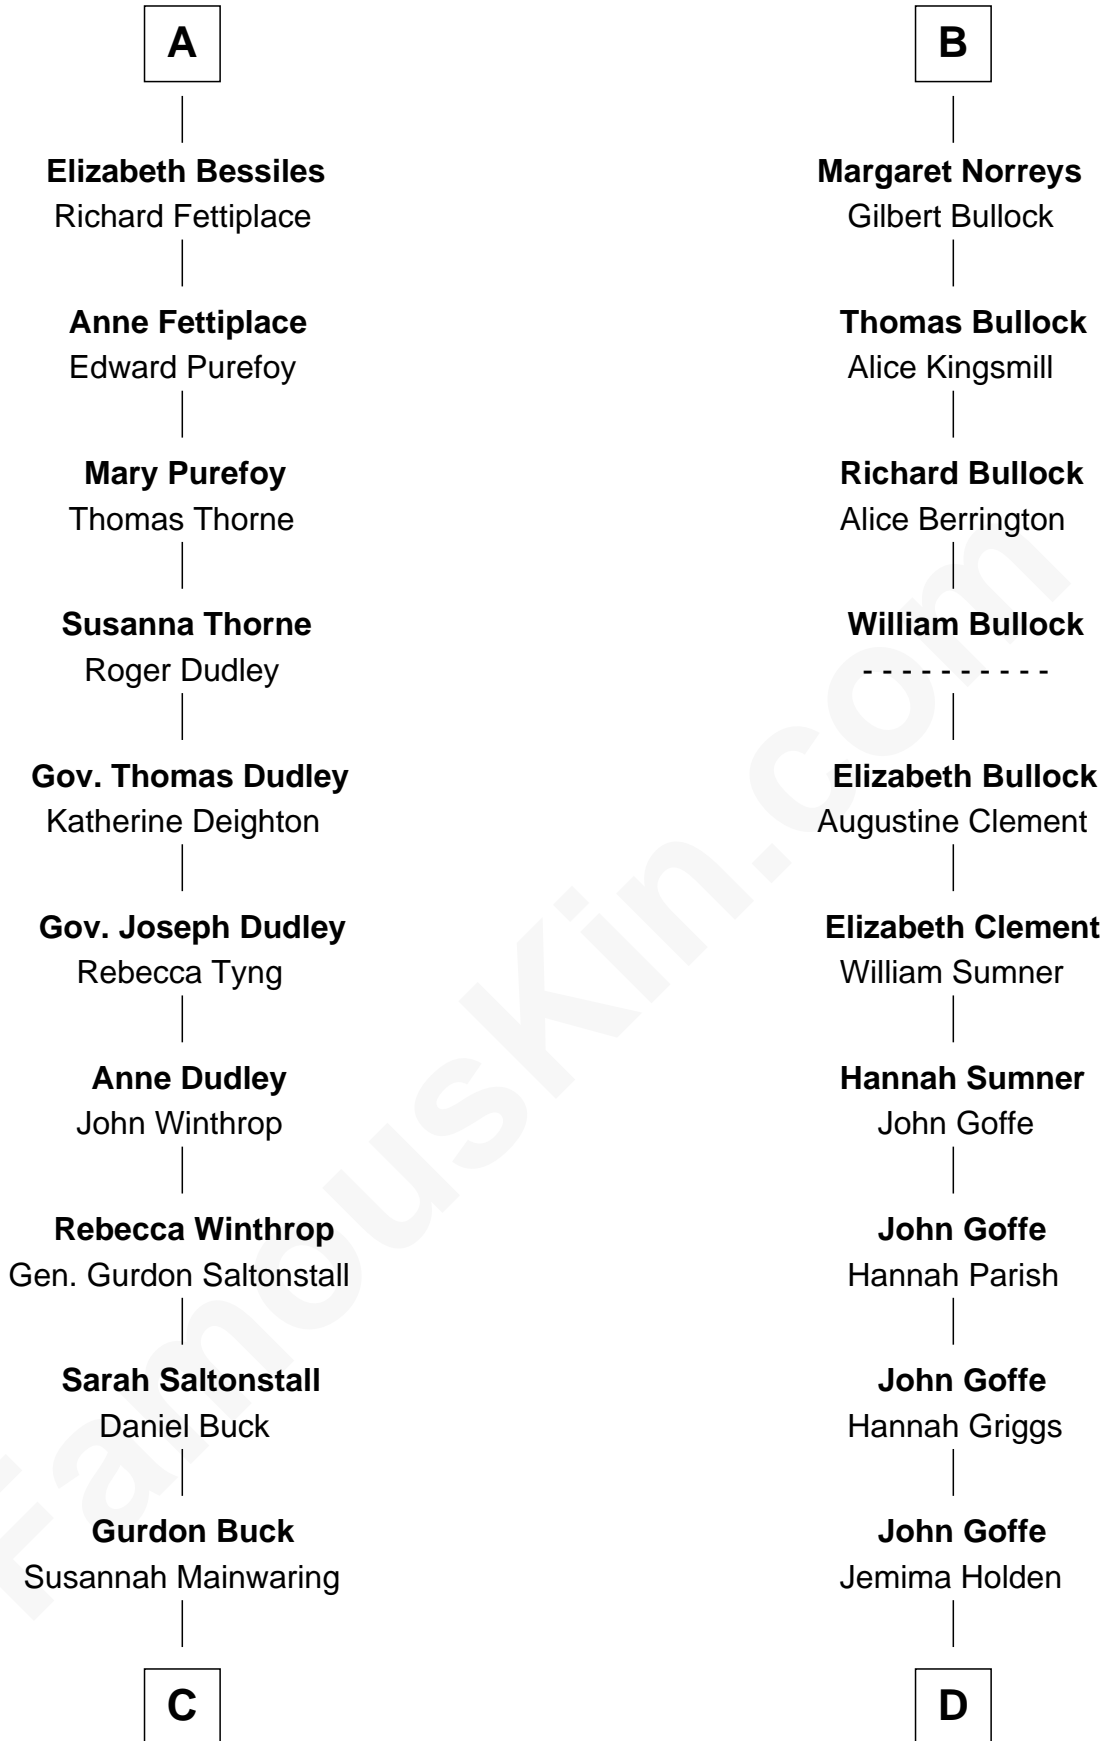 A
Elizabeth Bessiles
Richard Fettiplace
Anne Fettiplace
Edward Purefoy
Mary Purefoy
Thomas Thorne
Susanna Thorne
Roger Dudley
Gov. Thomas Dudley
Katherine Deighton
Gov. Joseph Dudley
Rebecca Tyng
Anne Dudley
John Winthrop
Rebecca Winthrop
Gen. Gurdon Saltonstall
Sarah Saltonstall
Daniel Buck
Gurdon Buck
Susannah Mainwaring
C
B
Margaret Norreys
Gilbert Bullock
Thomas Bullock
Alice Kingsmill
Richard Bullock
Alice Berrington
William Bullock
- - - - - - - - - -
Elizabeth Bullock
Augustine Clement
Elizabeth Clement
William Sumner
Hannah Sumner
John Goffe
John Goffe
Hannah Parish
John Goffe
Hannah Griggs
John Goffe
Jemima Holden
D
FamousKin.com